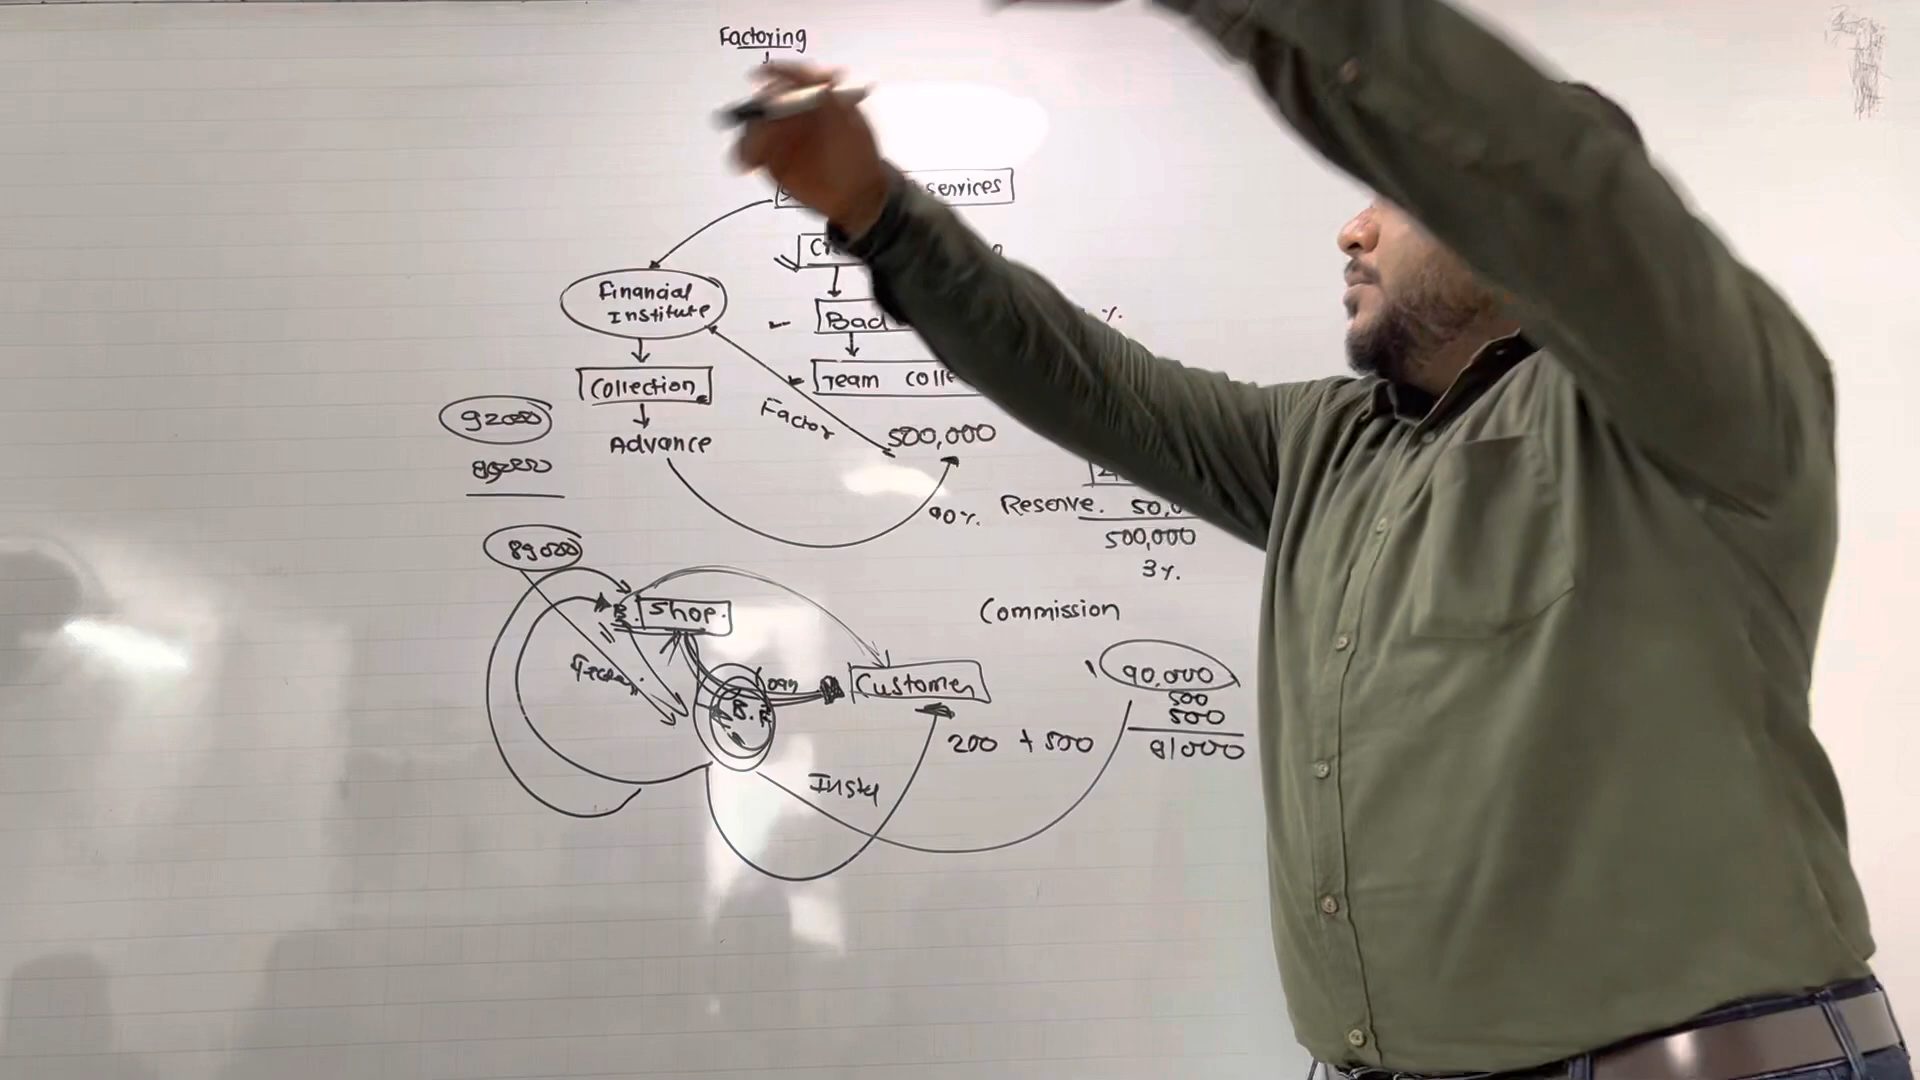 Factoring
services
Financial
Institute
%.
Bad
Collection
Team colle
92000
Factor
500,000
Advance
90%.
Reserve. 50,0
500,000
3%.
89000
Shop.
Commission
Loan
Customer
90,000
500
500
B.F
200 + 500
91000